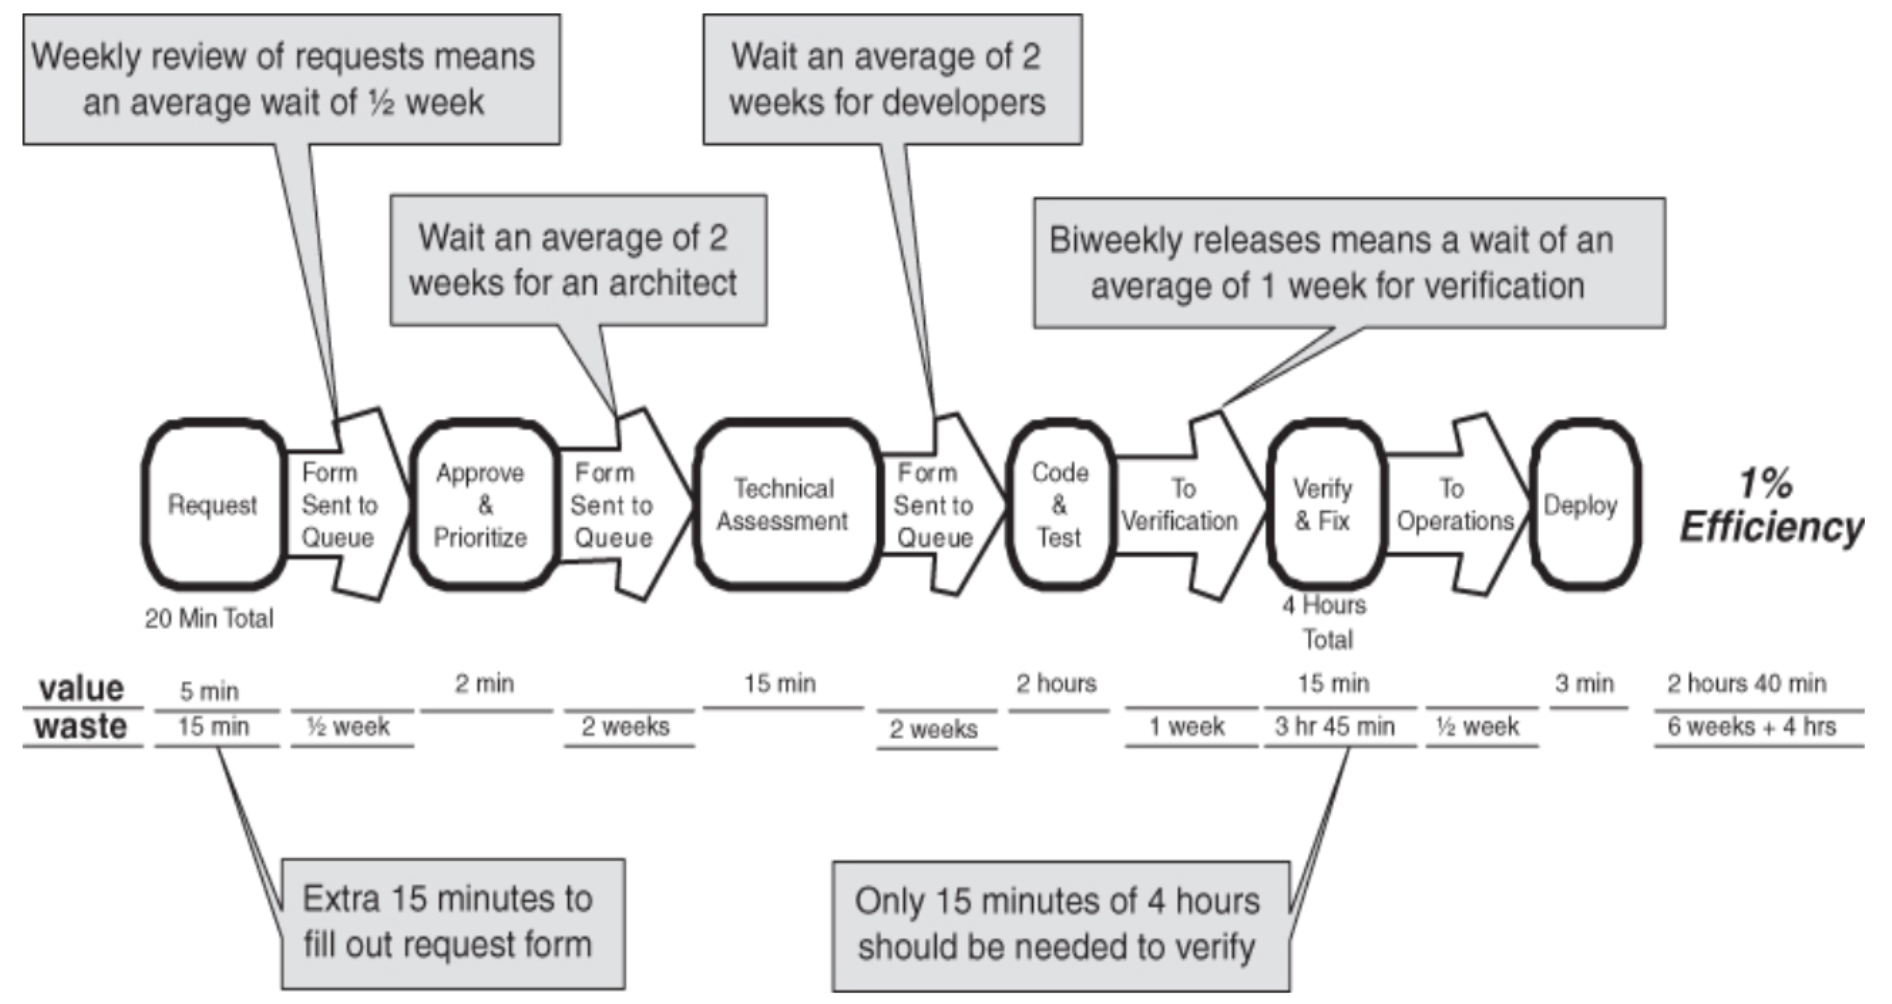 Weekly review of requests means
an average wait of ½ week
Wait an average of 2
weeks for developers
Wait an average of 2
weeks for an architect
Biweekly releases means a wait of an
average of 1 week for verification
Request
Form
Sent to
Queue
Approve
&
Prioritize
Form
Sent to
Queue
Technical
Assessment
Form
Sent to
Queue
Code
&
Test
To
Verification
Verify
& Fix
To
Operations
Deploy
1%
Efficiency
20 Min Total
4 Hours
Total
value 5 min 2 min 15 min 2 hours 15 min 3 min 2 hours 40 min
waste 15 min ½ week 2 weeks 2 weeks 1 week 3 hr 45 min ½ week 6 weeks + 4 hrs
Extra 15 minutes to
fill out request form
Only 15 minutes of 4 hours
should be needed to verify